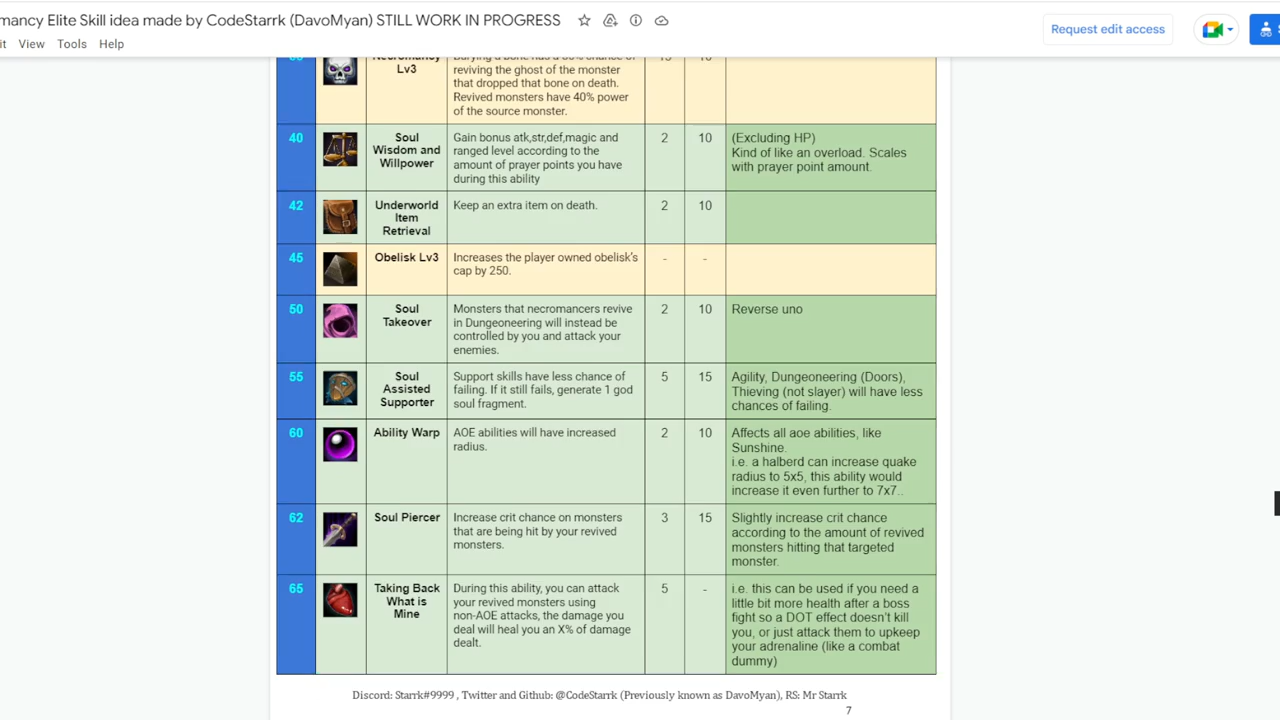 mancy Elite Skill idea made by CodeStarrk (DavoMyan) STILL WORK IN PROGRESS
it View Tools Help
Request edit access
Necromancy
Lv3
reviving the ghost of the monster
that dropped that bone on death.
Revived monsters have 40% power
of the source monster.
40
Soul
Wisdom and
Willpower
Gain bonus atk,str,def,magic and
ranged level according to the
amount of prayer points you have
during this ability
2
10
(Excluding HP)
Kind of like an overload. Scales
with prayer point amount.
42
Underworld
Item
Retrieval
Keep an extra item on death.
2
10
45
Obelisk Lv3
Increases the player owned obelisk's
cap by 250.
-
-
50
Soul
Takeover
Monsters that necromancers revive
in Dungeoneering will instead be
controlled by you and attack your
enemies.
2
10
Reverse uno
55
Soul
Assisted
Supporter
Support skills have less chance of
failing. If it still fails, generate 1 god
soul fragment.
5
15
Agility, Dungeoneering (Doors),
Thieving (not slayer) will have less
chances of failing.
60
Ability Warp
AOE abilities will have increased
radius.
2
10
Affects all aoe abilities, like
Sunshine.
i.e. a halberd can increase quake
radius to 5x5, this ability would
increase it even further to 7x7..
62
Soul Piercer
Increase crit chance on monsters
that are being hit by your revived
monsters.
3
15
Slightly increase crit chance
according to the amount of revived
monsters hitting that targeted
monster.
65
Taking Back
What is
Mine
During this ability, you can attack
your revived monsters using
non-AOE attacks, the damage you
deal will heal you an X% of damage
dealt.
5
-
i.e. this can be used if you need a
little bit more health after a boss
fight so a DOT effect doesn't kill
you, or just attack them to upkeep
your adrenaline (like a combat
dummy)
Discord: Starrk#9999 , Twitter and Github: @CodeStarrk (Previously known as DavoMyan), RS: Mr Starrk
7